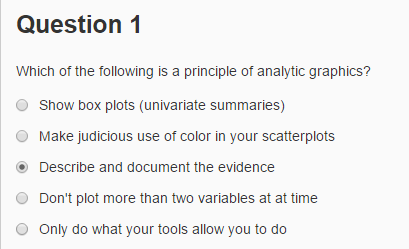 Question 1
Which of the following is a principle of analytic graphics?
Show box plots (univariate summaries)
Make judicious use of color in your scatterplots
Describe and document the evidence
Don't plot more than two variables at at time
Only do what your tools allow you to do